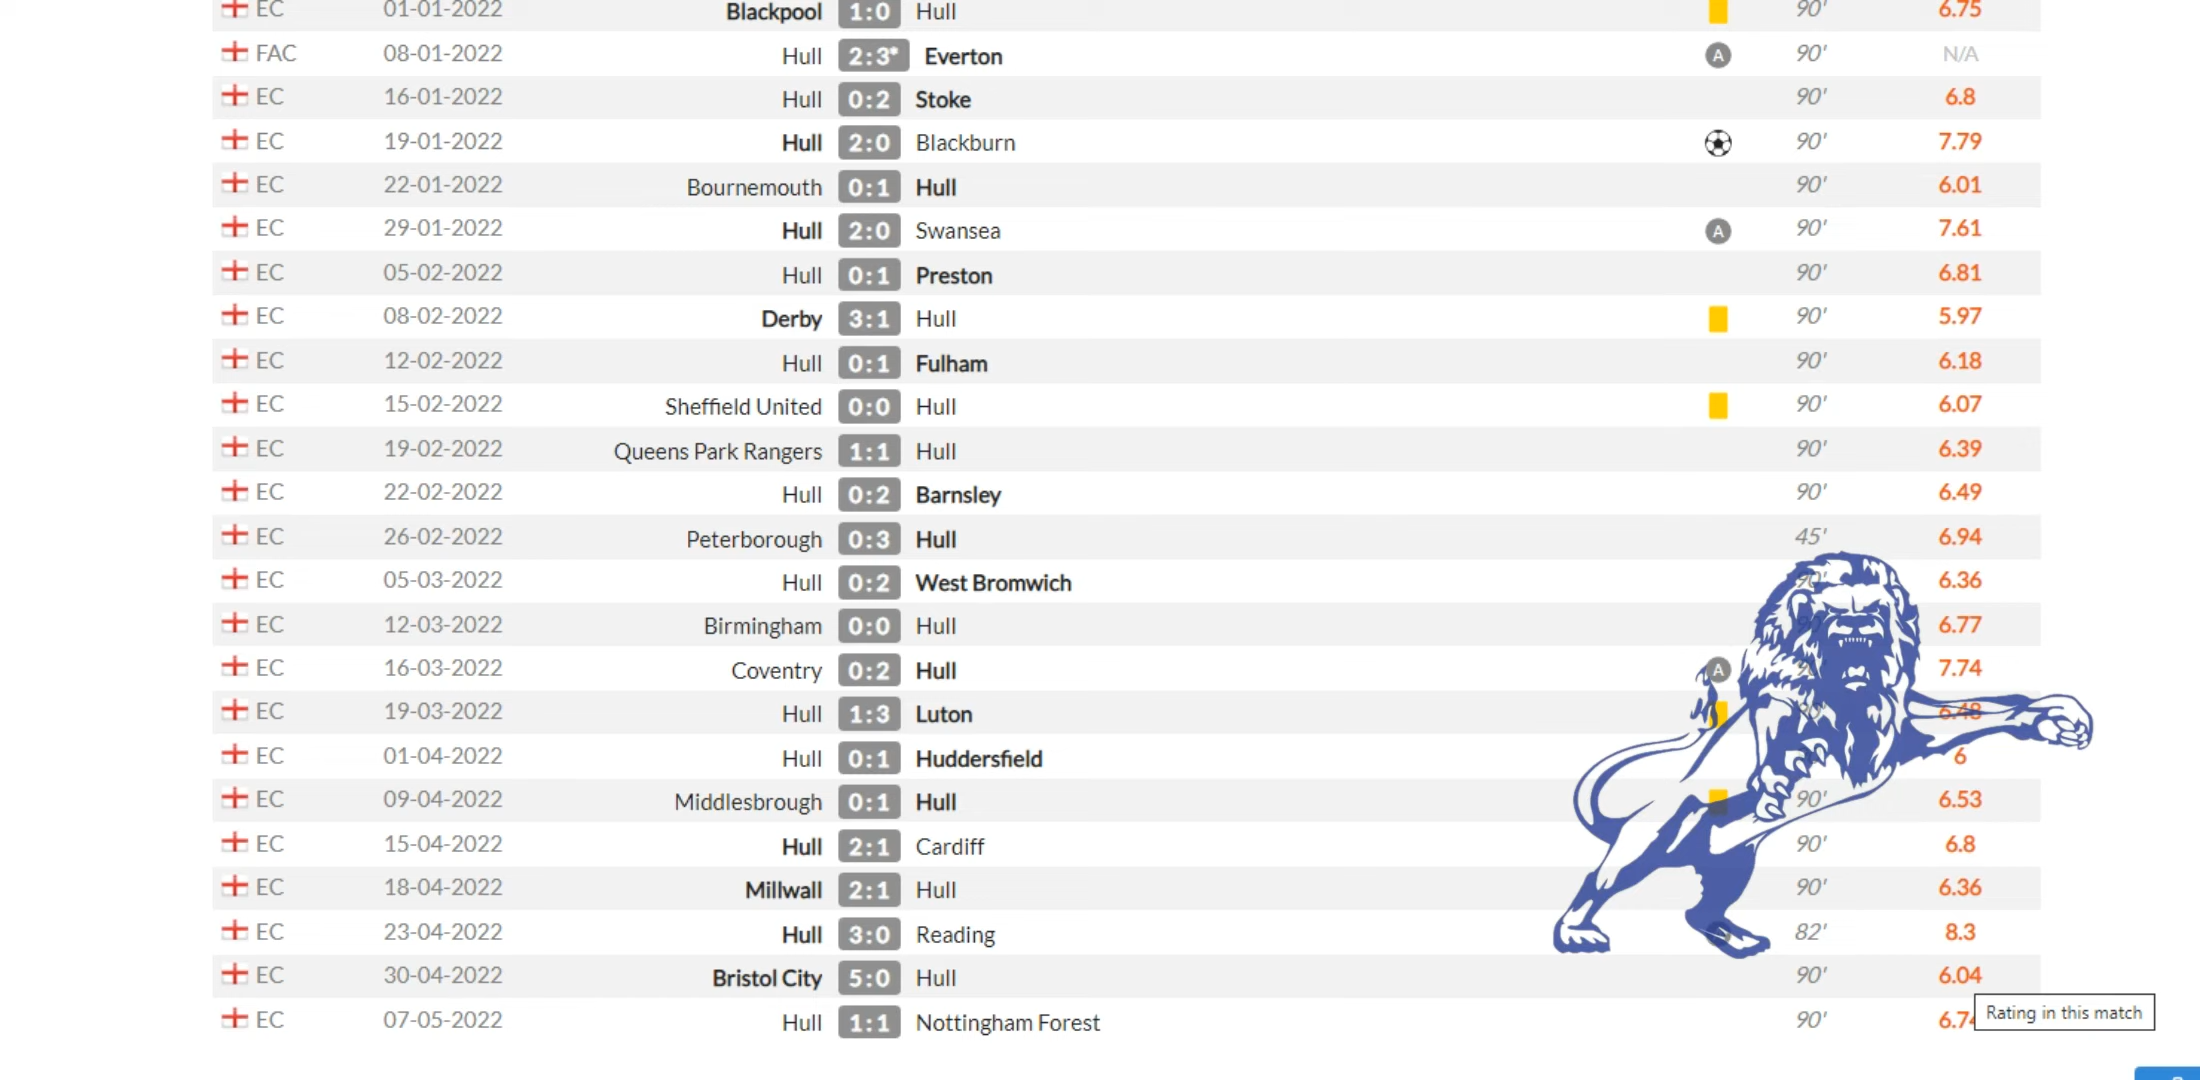 EC 01-01-2022 Blackpool 1:0 Hull 90' 6.75
FAC 08-01-2022 Hull 2:3* Everton A 90' N/A
EC 16-01-2022 Hull 0:2 Stoke 90' 6.8
EC 19-01-2022 Hull 2:0 Blackburn 90' 7.79
EC 22-01-2022 Bournemouth 0:1 Hull 90' 6.01
EC 29-01-2022 Hull 2:0 Swansea A 90' 7.61
EC 05-02-2022 Hull 0:1 Preston 90' 6.81
EC 08-02-2022 Derby 3:1 Hull 90' 5.97
EC 12-02-2022 Hull 0:1 Fulham 90' 6.18
EC 15-02-2022 Sheffield United 0:0 Hull 90' 6.07
EC 19-02-2022 Queens Park Rangers 1:1 Hull 90' 6.39
EC 22-02-2022 Hull 0:2 Barnsley 90' 6.49
EC 26-02-2022 Peterborough 0:3 Hull 45' 6.94
EC 05-03-2022 Hull 0:2 West Bromwich 90' 6.36
EC 12-03-2022 Birmingham 0:0 Hull 6.77
EC 16-03-2022 Coventry 0:2 Hull A 7.74
EC 19-03-2022 Hull 1:3 Luton 6.48
EC 01-04-2022 Hull 0:1 Huddersfield 6
EC 09-04-2022 Middlesbrough 0:1 Hull 90' 6.53
EC 15-04-2022 Hull 2:1 Cardiff 90' 6.8
EC 18-04-2022 Millwall 2:1 Hull 90' 6.36
EC 23-04-2022 Hull 3:0 Reading 82' 8.3
EC 30-04-2022 Bristol City 5:0 Hull 90' 6.04
EC 07-05-2022 Hull 1:1 Nottingham Forest 90' 6.74
Rating in this match